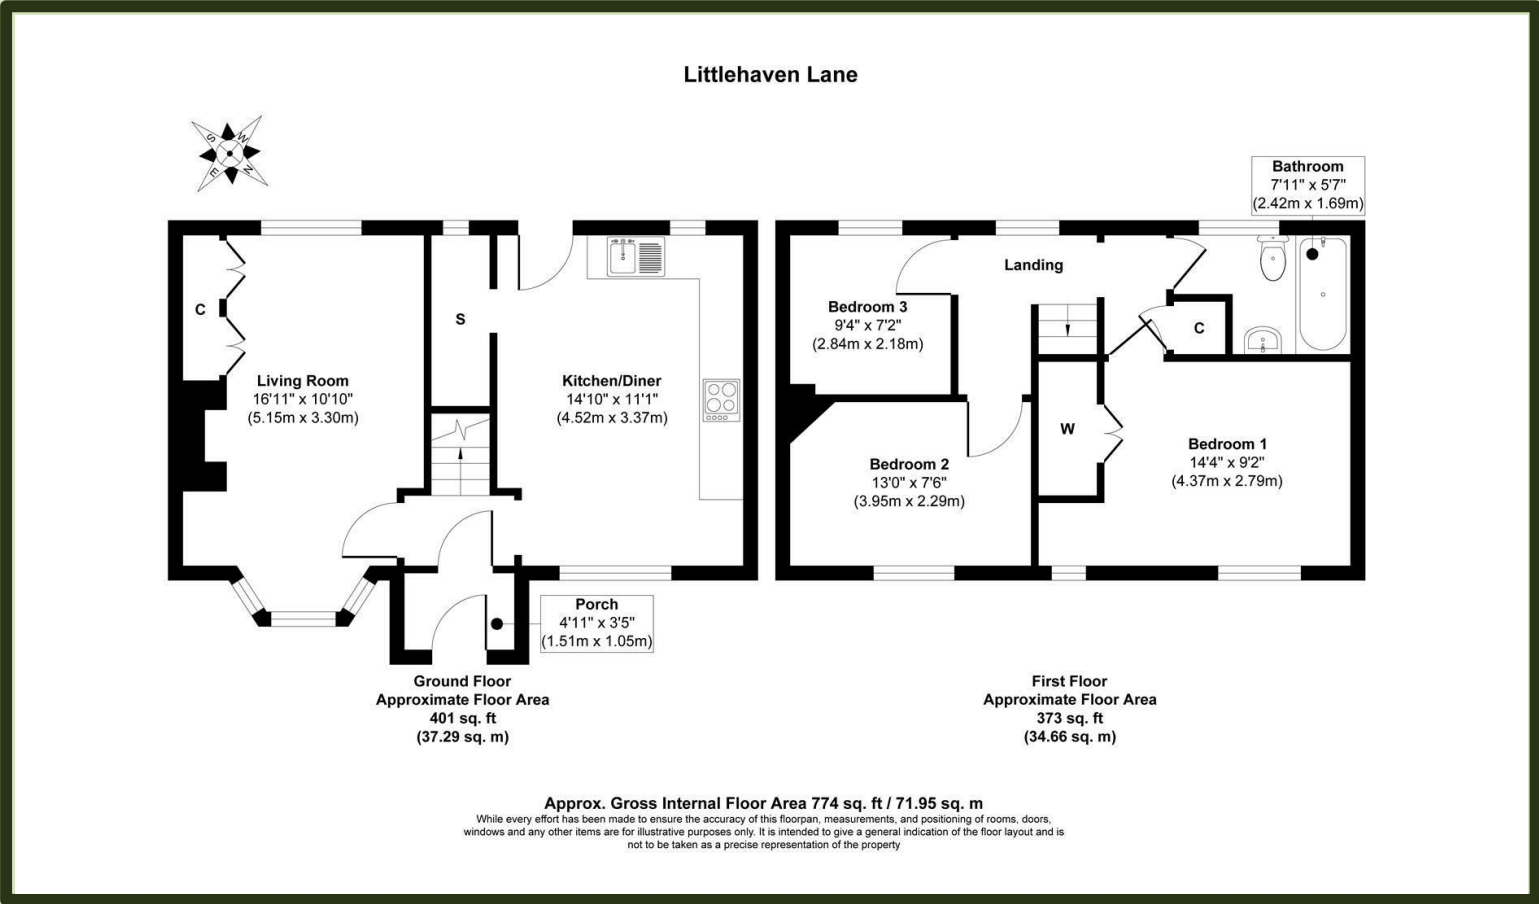 Littlehaven Lane
S
W
E
N
Bathroom
7'11" x 5'7"
(2.42m x 1.69m)
C
S
Living Room
16'11" x 10'10"
(5.15m x 3.30m)
Kitchen/Diner
14'10" x 11'1"
(4.52m x 3.37m)
Porch
4'11" x 3'5"
(1.51m x 1.05m)
Ground Floor
Approximate Floor Area
401 sq. ft
(37.29 sq. m)
Landing
Bedroom 3
9'4" x 7'2"
(2.84m x 2.18m)
C
W
Bedroom 1
14'4" x 9'2"
(4.37m x 2.79m)
Bedroom 2
13'0" x 7'6"
(3.95m x 2.29m)
First Floor
Approximate Floor Area
373 sq. ft
(34.66 sq. m)
Approx. Gross Internal Floor Area 774 sq. ft / 71.95 sq. m
While every effort has been made to ensure the accuracy of this floorpan, measurements, and positioning of rooms, doors,
windows and any other items are for illustrative purposes only. It is intended to give a general indication of the floor layout and is
not to be taken as a precise representation of the property